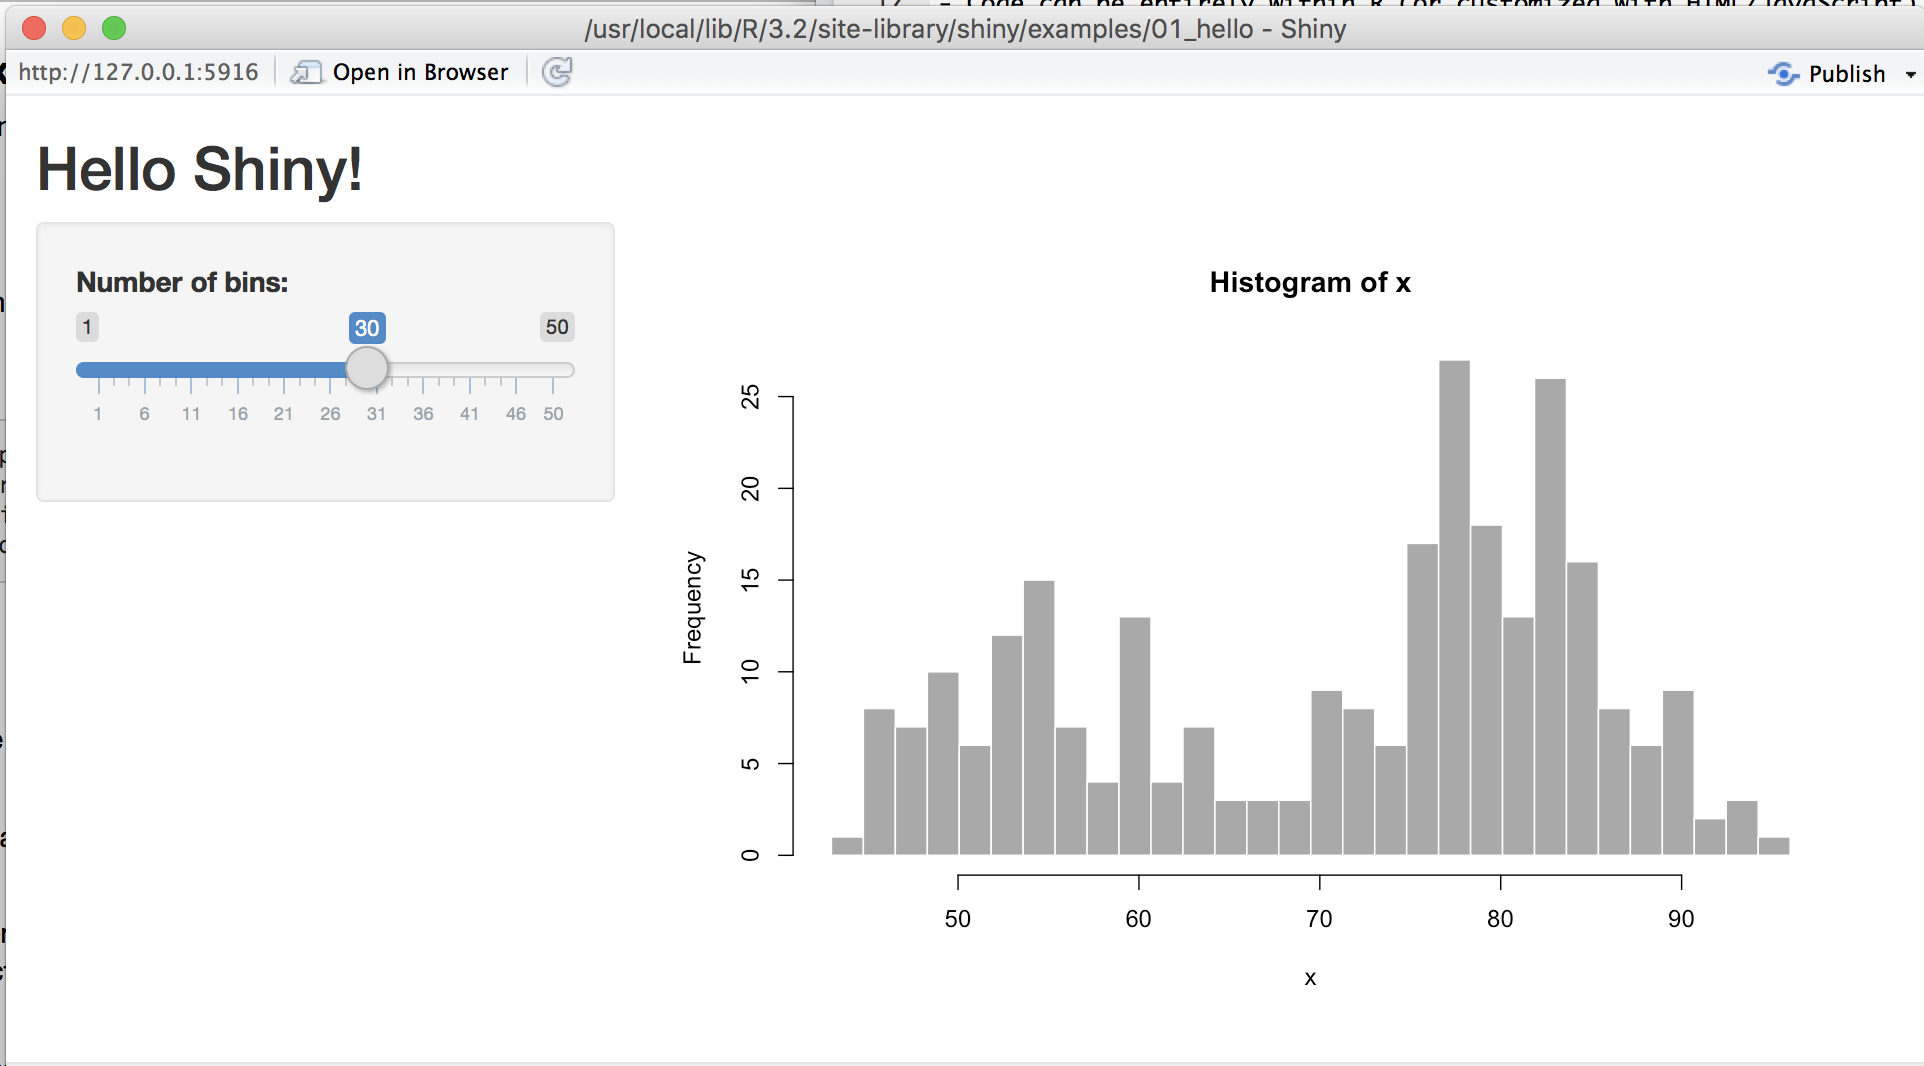 /usr/local/lib/R/3.2/site-library/shiny/examples/01_hello - Shiny
http://127.0.0.1:5916 Open in Browser Publish
Hello Shiny!
Number of bins:
1 30 50
1 6 11 16 21 26 31 36 41 46 50
Histogram of x
Frequency
25
20
15
10
5
0
50 60 70 80 90
x